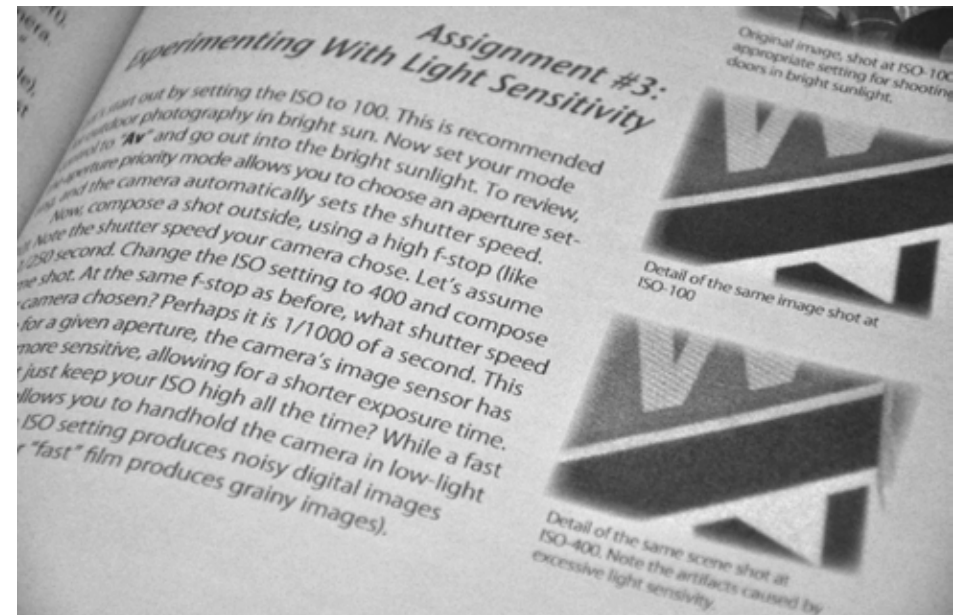 Assignment #3:
Experimenting With Light Sensitivity
start out by setting the ISO to 100. This is recommended
outdoor photography in bright sun. Now set your mode
control to "Av" and go out into the bright sunlight. To review,
aperture priority mode allows you to choose an aperture set-
and the camera automatically sets the shutter speed.
Now, compose a shot outside, using a high f-stop (like
Note the shutter speed your camera chose. Let's assume
1/250 second. Change the ISO setting to 400 and compose
shot. At the same f-stop as before, what shutter speed
camera chosen? Perhaps it is 1/1000 of a second. This
for a given aperture, the camera's image sensor has
more sensitive, allowing for a shorter exposure time.
just keep your ISO high all the time? While a fast
allows you to handhold the camera in low-light
ISO setting produces noisy digital images
"fast" film produces grainy images).
Original image, shot at ISO-100
appropriate setting for shooting
doors in bright sunlight.
Detail of the same image shot at
ISO-100
Detail of the same scene shot at
ISO-400. Note the artifacts caused by
excessive light sensivity.